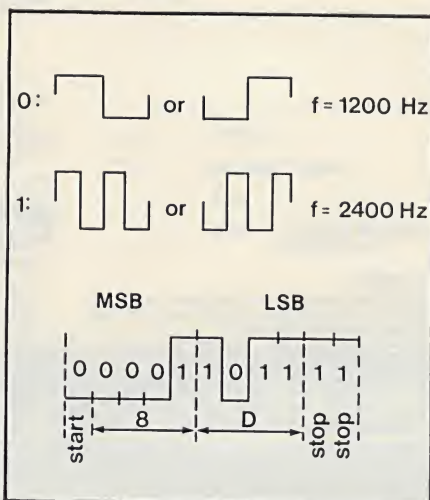 0: or f = 1200 Hz
1: or f = 2400 Hz
MSB LSB
0 0 0 0 1 1 0 1 1 1 1
start 8 D stop stop